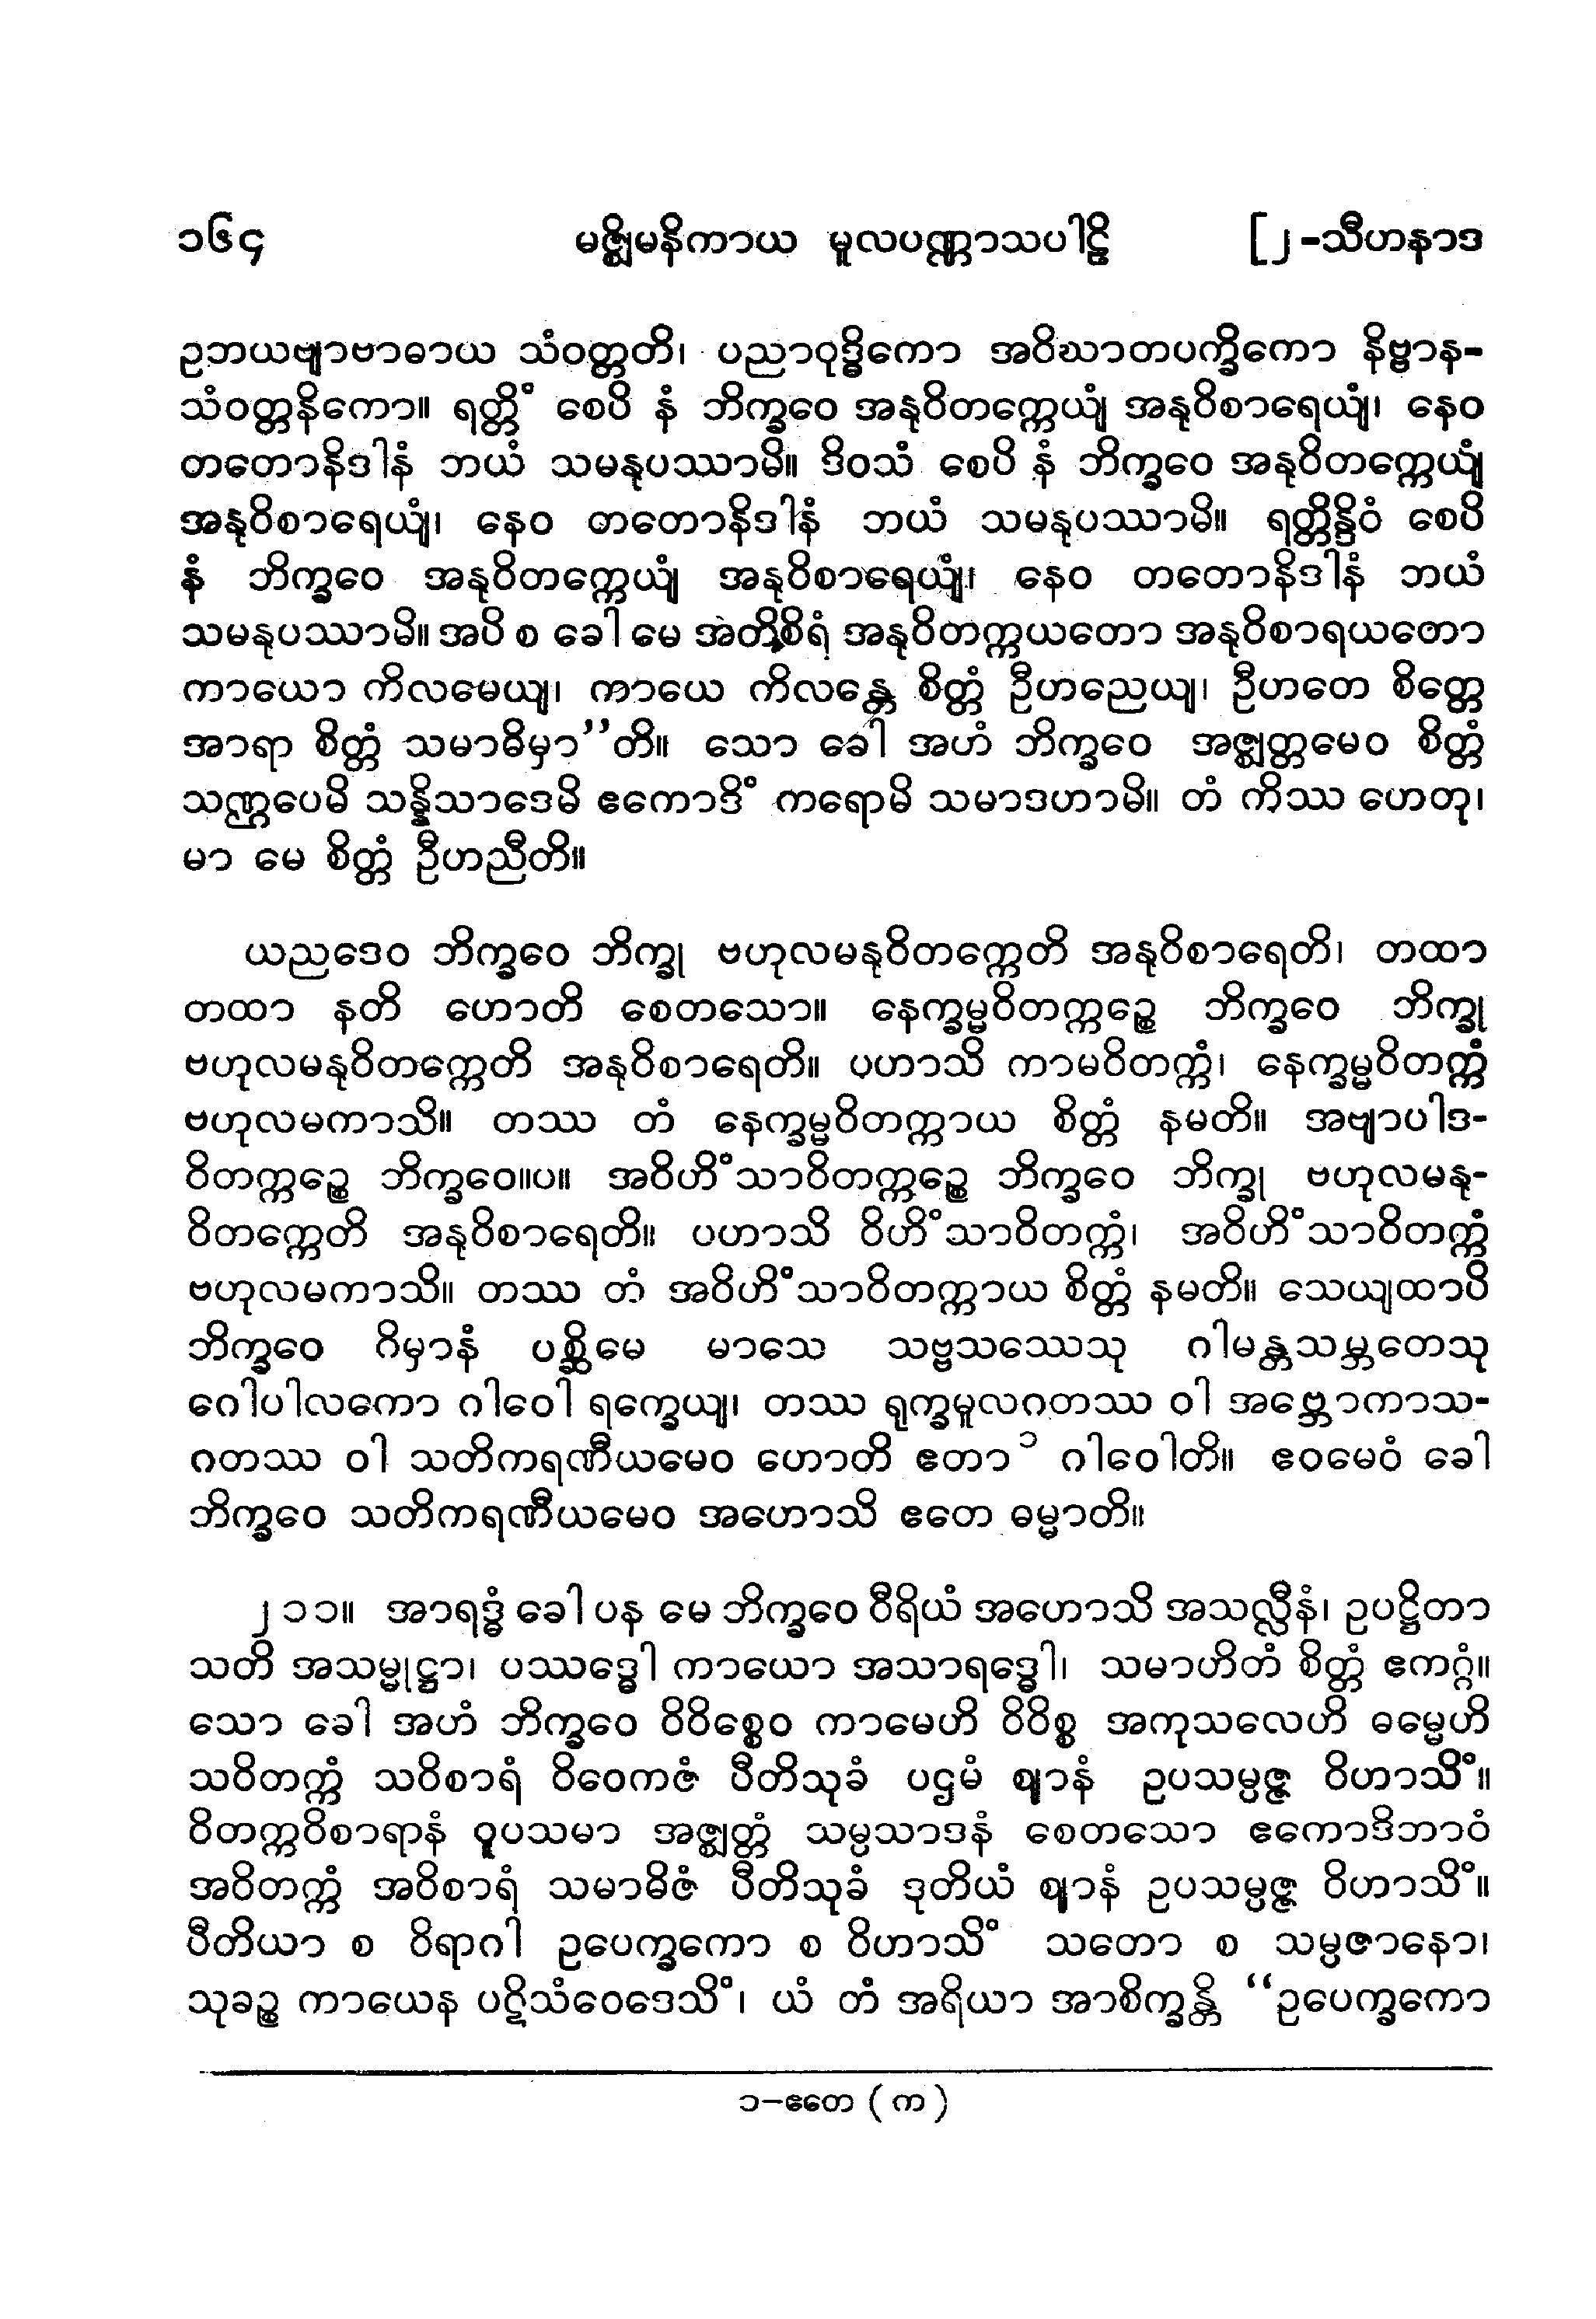 ၁၆၄ မဇ္ဈိမနိကာယ မူလပဏ္ဏာသပါဠိ [၂-သီဟနာဒ
ဥဘယဗျာဗာဓာယ သံဝတ္တတိ၊ ပညာဝုဒ္ဓိကော အဝိဃာတပက္ခိကော နိဗ္ဗာန-
သံဝတ္တနိကော။ ရတ္တိံ စေပိ နံ ဘိက္ခဝေ အနုဝိတက္ကေယျံ အနုဝိစာရေယျံ၊ နေဝ
တတောနိဒါနံ ဘယံ သမနုပဿာမိ။ ဒိဝသံ စေပိ နံ ဘိက္ခဝေ အနုဝိတက္ကေယျံ
အနုဝိစာရေယျံ၊ နေဝ တတောနိဒါနံ ဘယံ သမနုပဿာမိ။ ရတ္တိန္ဒိဝံ စေပိ
နံ ဘိက္ခဝေ အနုဝိတက္ကေယျံ အနုဝိစာရေယျံ၊ နေဝ တတောနိဒါနံ ဘယံ
သမနုပဿာမိ။ အပိ စ ခေါ မေ အတိစိရံ အနုဝိတက္ကယတော အနုဝိစာရယတော
ကာယော ကိလမေယျ၊ ကာယေ ကိလန္တေ စိတ္တံ ဦဟညေယျ၊ ဦဟတေ စိတ္တေ
အာရာ စိတ္တံ သမာဓိမှာ”တိ။ သော ခေါ အဟံ ဘိက္ခဝေ အဇ္ဈတ္တမေဝ စိတ္တံ
သဏ္ဌပေမိ သန္နိသာဒေမိ ဧကောဒိံ ကရောမိ သမာဒဟာမိ။ တံ ကိဿ ဟေတု၊
မာ မေ စိတ္တံ ဦဟညီတိ။
ယညဒေဝ ဘိက္ခဝေ ဘိက္ခု ဗဟုလမနုဝိတက္ကေတိ အနုဝိစာရေတိ၊ တထာ
တထာ နတိ ဟောတိ စေတသော။ နေက္ခမ္မဝိတက္ကဉ္စေ ဘိက္ခဝေ ဘိက္ခု
ဗဟုလမနုဝိတက္ကေတိ အနုဝိစာရေတိ။ ပဟာသိ ကာမဝိတက္ကံ၊ နေက္ခမ္မဝိတက္ကံ
ဗဟုလမကာသိ။ တဿ တံ နေက္ခမ္မဝိတက္ကာယ စိတ္တံ နမတိ။ အဗျာပါဒ-
ဝိတက္ကဉ္စေ ဘိက္ခဝေ။ပ။ အဝိဟိံသာဝိတက္ကဉ္စေ ဘိက္ခဝေ ဘိက္ခု ဗဟုလမနု-
ဝိတက္ကေတိ အနုဝိစာရေတိ။ ပဟာသိ ဝိဟိံသာဝိတက္ကံ၊ အဝိဟိံသာဝိတက္ကံ
ဗဟုလမကာသိ။ တဿ တံ အဝိဟိံသာဝိတက္ကာယ စိတ္တံ နမတိ။ သေယျထာပိ
ဘိက္ခဝေ ဂိမှာနံ ပစ္ဆိမေ မာသေ သဗ္ဗသဿေသု ဂါမန္တသမ္ဘတေသု
ဂေါပါလကော ဂါဝေါ ရက္ခေယျ၊ တဿ ရုက္ခမူလဂတဿ ဝါ အဗ္ဘောကာသ-
ဂတဿ ဝါ သတိကရဏီယမေဝ ဟောတိ ဧတာ ၁ ဂါဝေါတိ။ ဧဝမေဝံ ခေါ
ဘိက္ခဝေ သတိကရဏီယမေဝ အဟောသိ ဧတေ ဓမ္မာတိ။
၂၁၁။ အာရဒ္ဓံ ခေါ ပန မေ ဘိက္ခဝေ ဝီရိယံ အဟောသိ အသလ္လီနံ၊ ဥပဋ္ဌိတာ
သတိ အသမ္မုဋ္ဌာ၊ ပဿဒ္ဓေါ ကာယော အသာရဒ္ဓေါ၊ သမာဟိတံ စိတ္တံ ဧကဂ္ဂံ။
သော ခေါ အဟံ ဘိက္ခဝေ ဝိဝိစ္စေဝ ကာမေဟိ ဝိဝိစ္စ အကုသလေဟိ ဓမ္မေဟိ
သဝိတက္ကံ သဝိစာရံ ဝိဝေကဇံ ပီတိသုခံ ပဌမံ ဈာနံ ဥပသမ္ပဇ္ဇ ဝိဟာသိံ။
ဝိတက္ကဝိစာရာနံ ဝူပသမာ အဇ္ဈတ္တံ သမ္ပသာဒနံ စေတသော ဧကောဒိဘာဝံ
အဝိတက္ကံ အဝိစာရံ သမာဓိဇံ ပီတိသုခံ ဒုတိယံ ဈာနံ ဥပသမ္ပဇ္ဇ ဝိဟာသိံ။
ပီတိယာ စ ဝိရာဂါ ဥပေက္ခကော စ ဝိဟာသိံ သတော စ သမ္ပဇာနော၊
သုခဉ္စ ကာယေန ပဋိသံဝေဒေသိံ၊ ယံ တံ အရိယာ အာစိက္ခန္တိ “ဥပေက္ခကော
၁-ဧတေ (က)